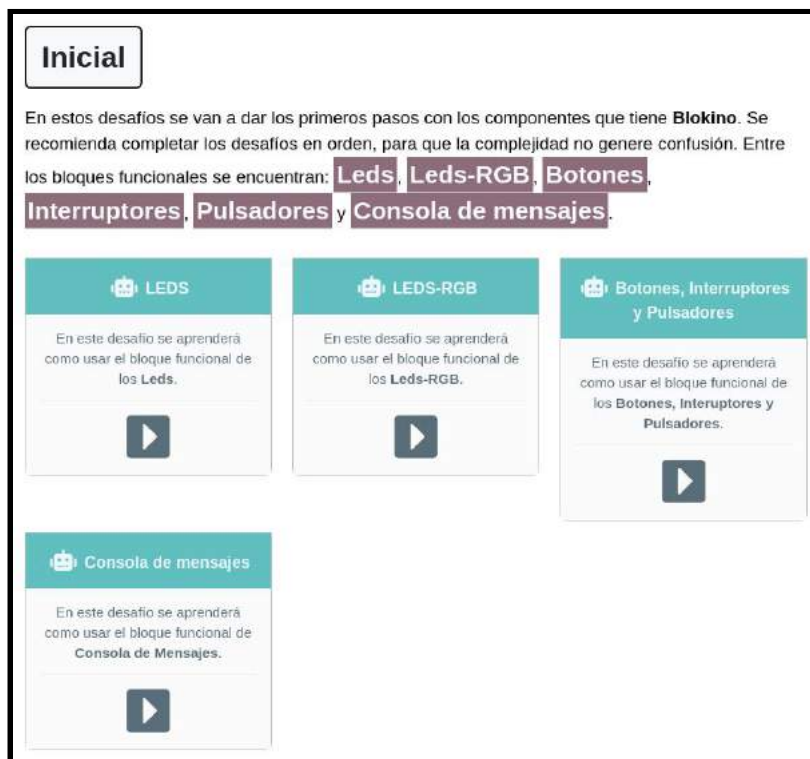 Inicial
En estos desafíos se van a dar los primeros pasos con los componentes que tiene Blokino. Se
recomienda completar los desafíos en orden, para que la complejidad no genere confusión. Entre
los bloques funcionales se encuentran: Leds, Leds-RGB, Botones,
Interruptores, Pulsadores y Consola de mensajes.
LEDS
En este desafío se aprenderá
como usar el bloque funcional de
los Leds.
LEDS-RGB
En este desafío se aprenderá
como usar el bloque funcional de
los Leds-RGB.
Botones, Interruptores
y Pulsadores
En este desafío se aprenderá
como usar el bloque funcional de
los Botones, Interuptores y
Pulsadores.
Consola de mensajes
En este desafío se aprenderá
como usar el bloque funcional de
Consola de Mensajes.